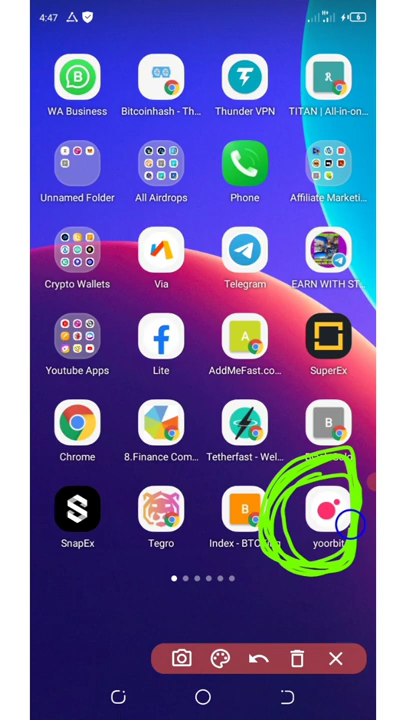 4:47
6
WA Business
Bitcoinhash - Th...
Thunder VPN
TITAN | All-in-on...
Unnamed Folder
All Airdrops
Phone
Affiliate Marketi...
Crypto Wallets
Via
Telegram
EARN WITH ST...
Youtube Apps
Lite
A
AddMeFast.co...
SuperEx
Chrome
8.Finance Com...
Tetherfast - Wel...
B
SnapEx
Tegro
B
Index - BTC
yoorbit